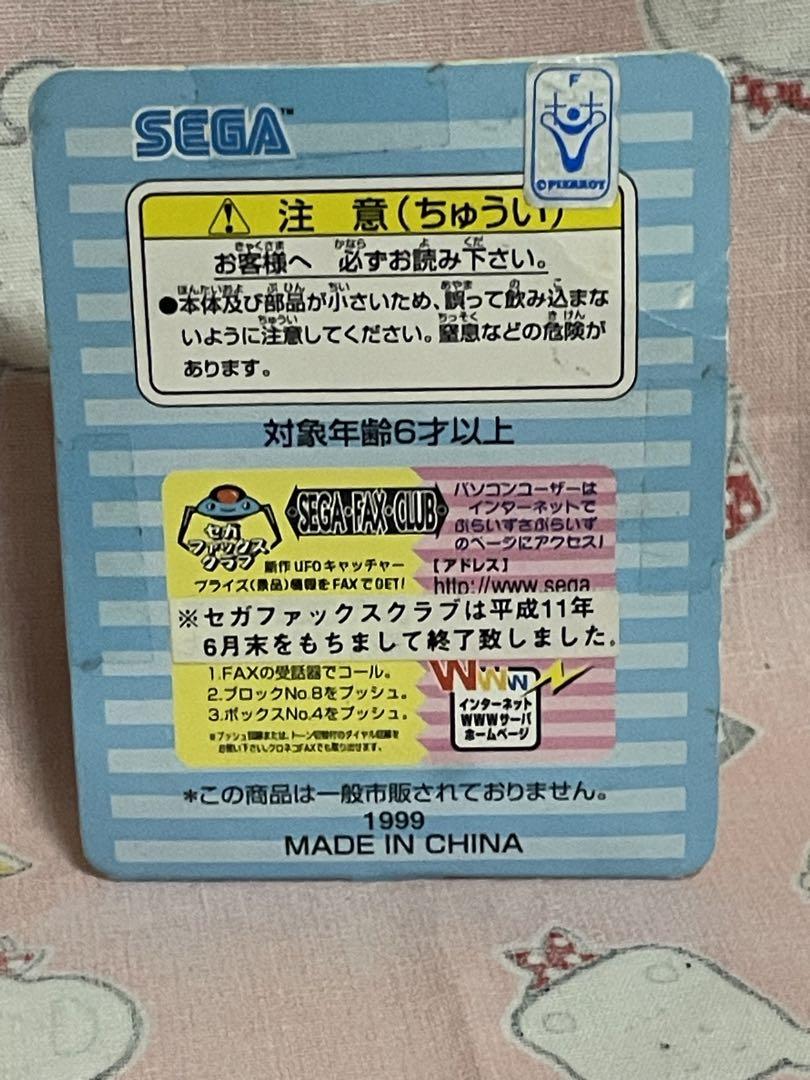 SEGA™
F
©PIERROT
注 意(ちゅうい)
お客様へ 必ずお読み下さい。
●本体及び部品が小さいため、誤って飲み込まな
いように注意してください。窒息などの危険が
あります。
対象年齢6才以上
セガ
ファックス
クラブ
SEGA・FAX・CLUB
新作UFOキャッチャー
プライズ(景品)情報をFAXでGET!
パソコンユーザーは
インターネットで
ぷらいずさぷらいず
のページにアクセス!
【アドレス】
http://www.sega
※セガファックスクラブは平成11年
6月末をもちまして終了致しました。
1.FAXの受話器でコール。
2.ブロックNo.8をプッシュ。
3.ボックスNo.4をプッシュ。
WWW
インターネット
WWWサーバ
ホームページ
*この商品は一般市販されておりません。
1999
MADE IN CHINA